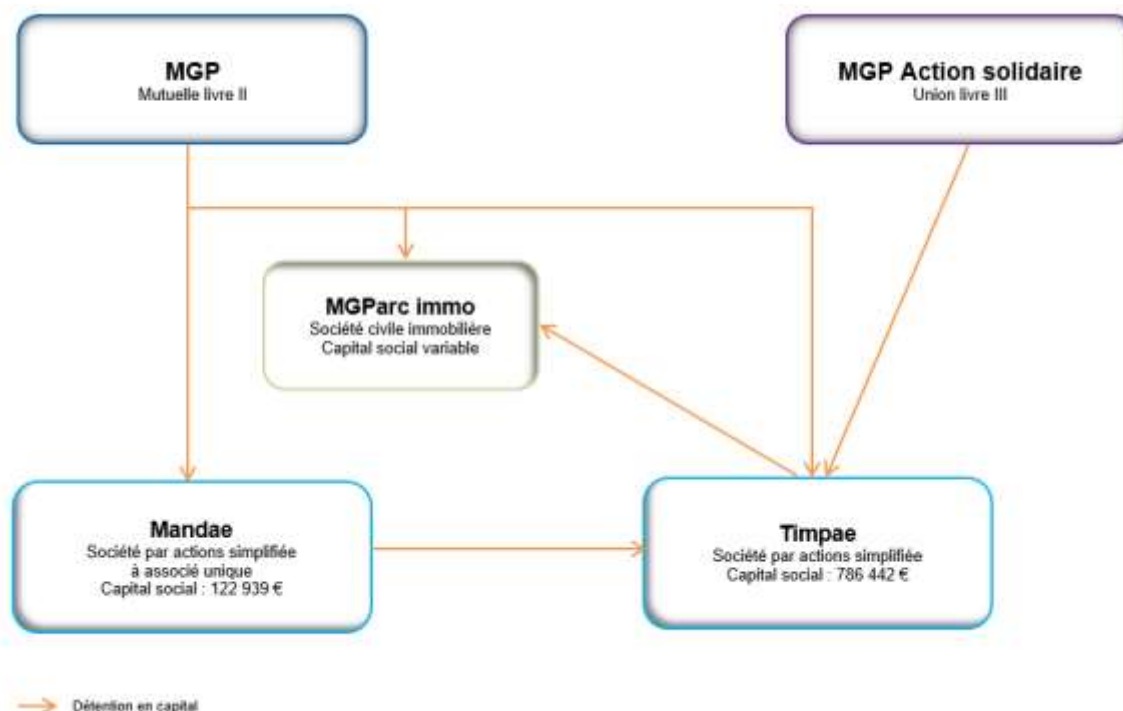 MGP
Mutuelle livre II
MGP Action solidaire
Union livre III
MGParc immo
Société civile immobilière
Capital social variable
Mandae
Société par actions simplifiée
à associé unique
Capital social : 122 939 €
Timpae
Société par actions simplifiée
Capital social : 786 442 €
Détention en capital